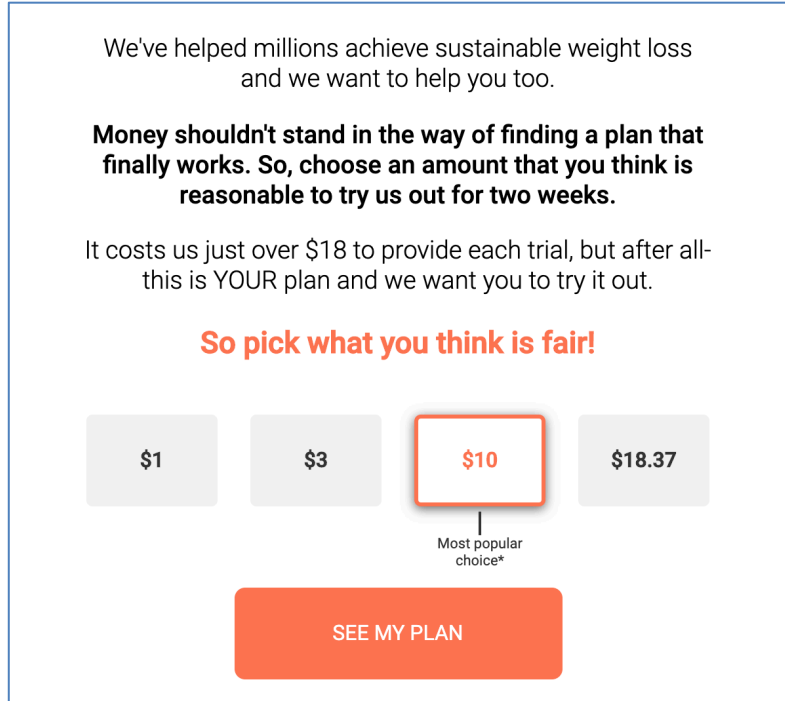 We've helped millions achieve sustainable weight loss
and we want to help you too.
Money shouldn't stand in the way of finding a plan that
finally works. So, choose an amount that you think is
reasonable to try us out for two weeks.
It costs us just over $18 to provide each trial, but after all-
this is YOUR plan and we want you to try it out.
So pick what you think is fair!
$1
$3
$10
$18.37
Most popular
choice*
SEE MY PLAN